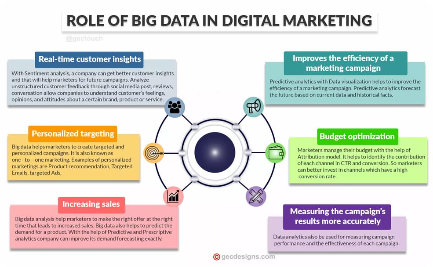 ROLE OF BIG DATA IN DIGITAL MARKETING
Real-time customer insights
With Sentiment analysis, a company can get better customer insights
and that will help marketers for future campaigns. Analyze
unstructured customer feedback through social media post, reviews,
conversation allow companies to understand customer's feelings,
opinions, and attitudes about a certain brand, product or service.
Personalized targeting
Big data helps marketers to create targeted and
personalized campaigns. It is also known as
one - to - one marketing. Examples of personalized
marketing are Product recommendation, Targeted
Emails, targeted Ads.
Increasing sales
Big data analysis help marketers to make the right offer at the right
time that leads to increased sales. Big data also helps to predict the
demand for a product. With the help of Predictive and Prescriptive
analytics company can improve its demand forecasting exactly.
Improves the efficiency of a
marketing campaign
Predictive analytics with Data visualization helps to improve the
efficiency of a marketing campaign. Predictive analytics forecast
the future based on current data and historical facts.
Budget optimization
Marketers manage their budget with the help of
Attribution model. It helps to identify the contribution
of each channel in CTR and conversion. So marketers
can better invest in channels which have a high
conversion rate.
Measuring the campaign's
results more accurately
Data analytics also be used for measuring campaign
performance and the effectiveness of each campaign.
gecdesigns.com